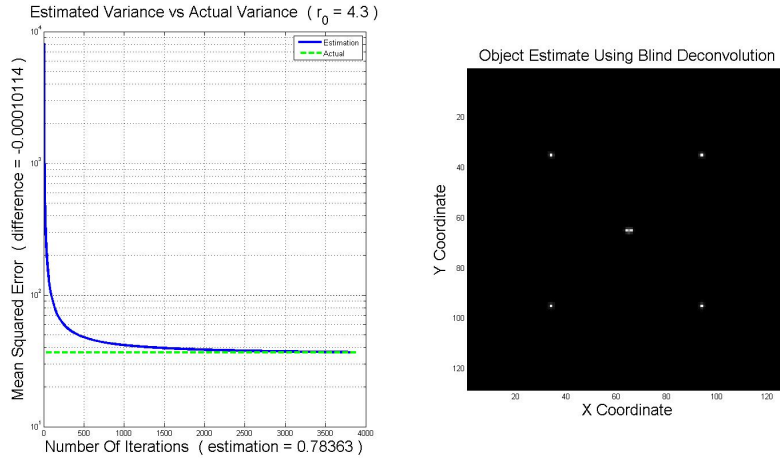 Estimated Variance vs Actual Variance ( r0 = 4.3 )
Estimation
Actual
Mean Squared Error ( difference = -0.00010114 )
10^4
10^3
10^2
10^1
0 500 1000 1500 2000 2500 3000 3500 4000
Number Of Iterations ( estimation = 0.78363 )
Object Estimate Using Blind Deconvolution
Y Coordinate
20
40
60
80
100
120
20 40 60 80 100 120
X Coordinate